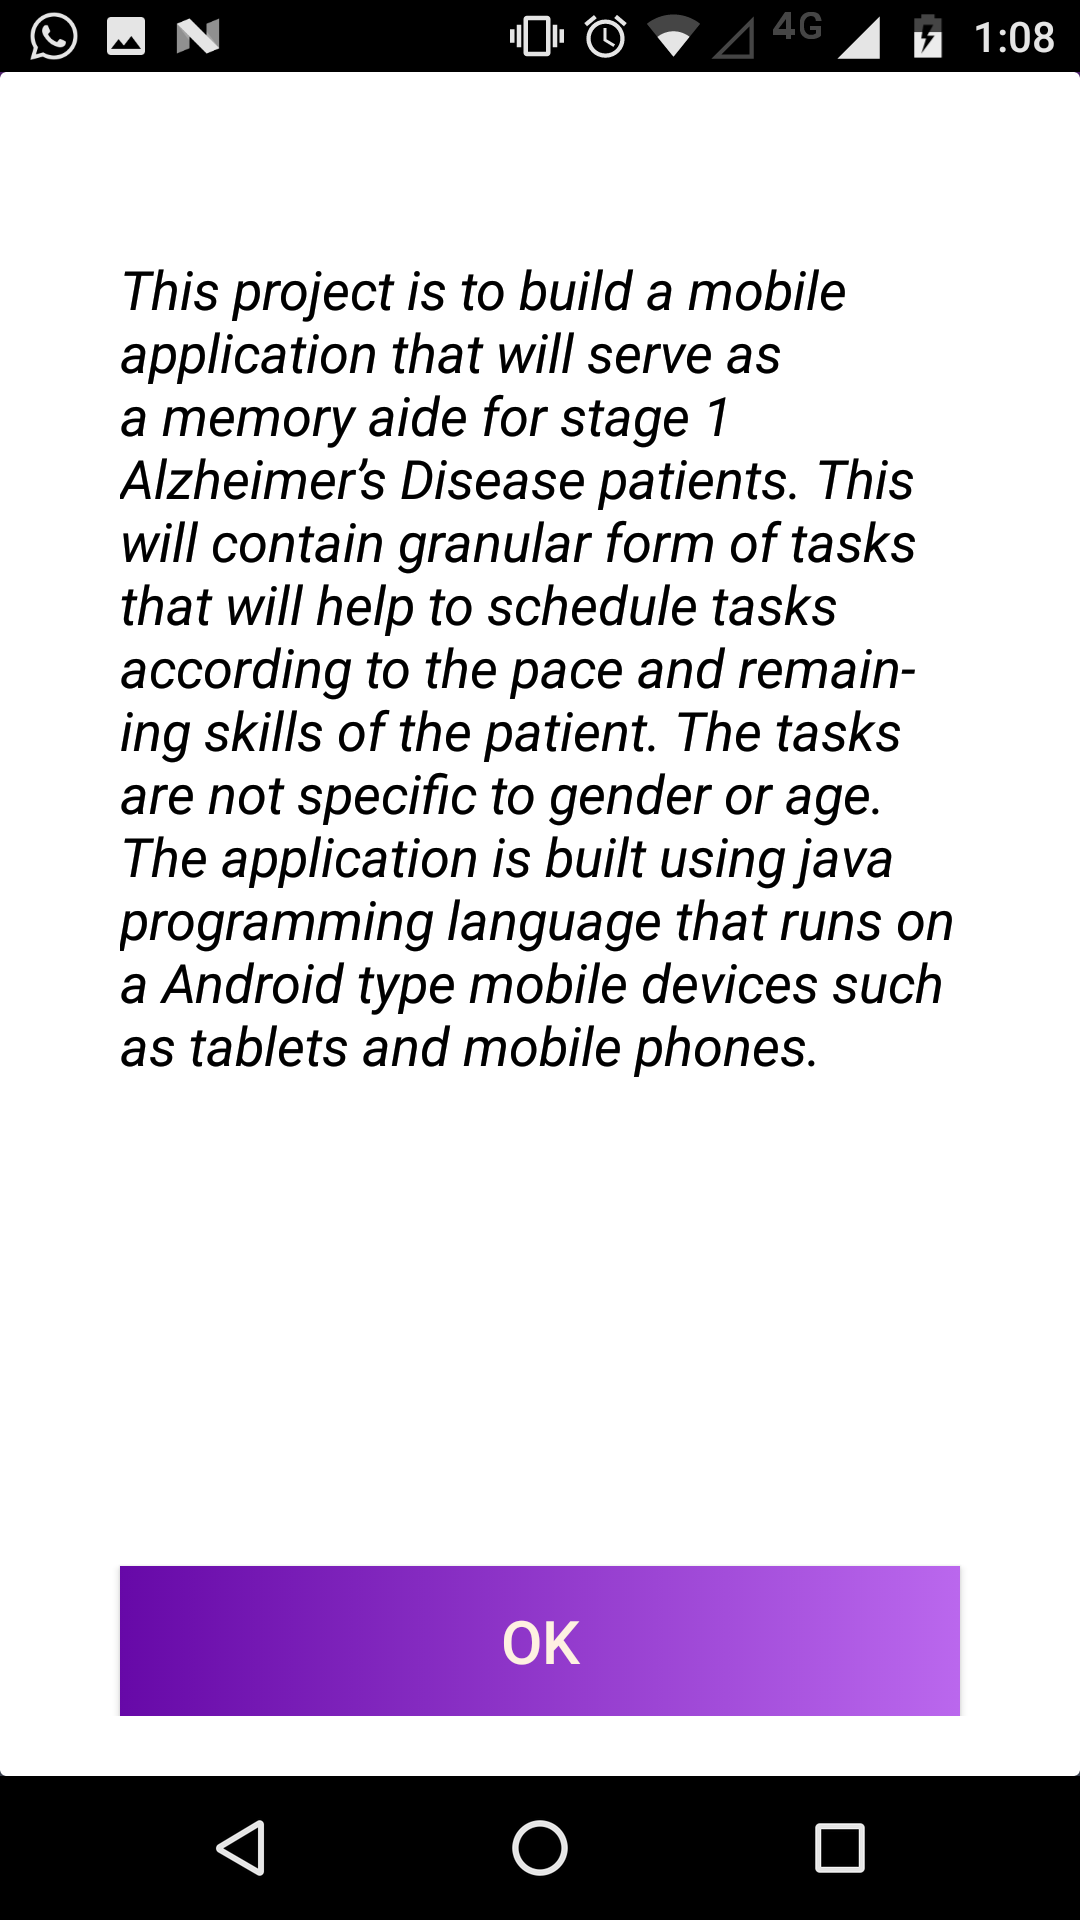 4G 1:08
This project is to build a mobile
application that will serve as
a memory aide for stage 1
Alzheimer’s Disease patients. This
will contain granular form of tasks
that will help to schedule tasks
according to the pace and remain-
ing skills of the patient. The tasks
are not specific to gender or age.
The application is built using java
programming language that runs on
a Android type mobile devices such
as tablets and mobile phones.
OK